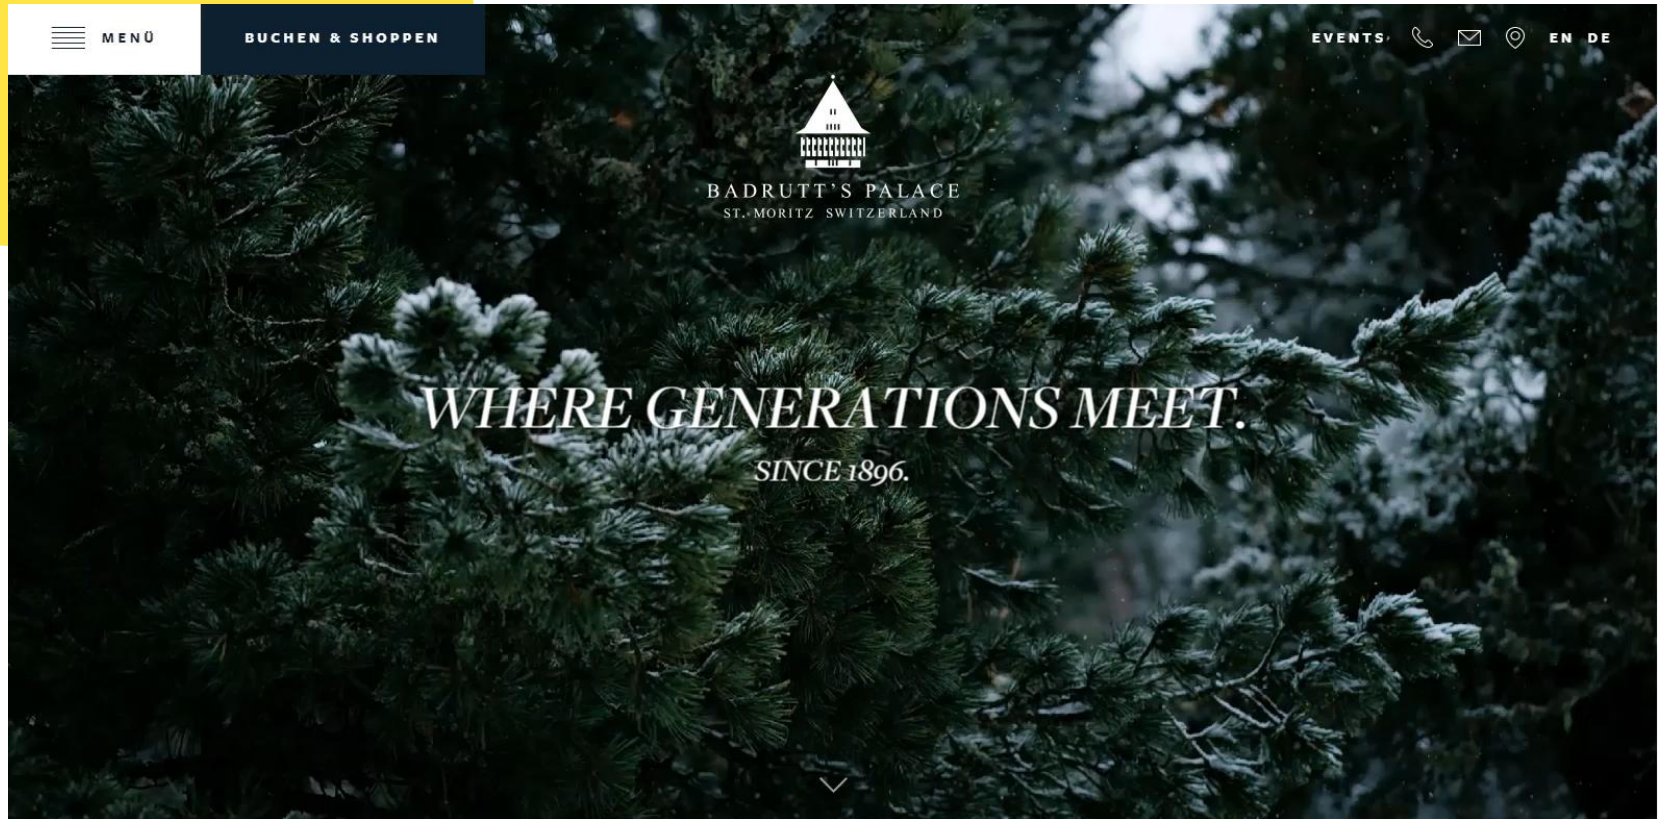 MENÜ
BUCHEN & SHOPPEN
EVENTS
EN DE
BADRUTT'S PALACE
ST. MORITZ SWITZERLAND
WHERE GENERATIONS MEET.
SINCE 1896.